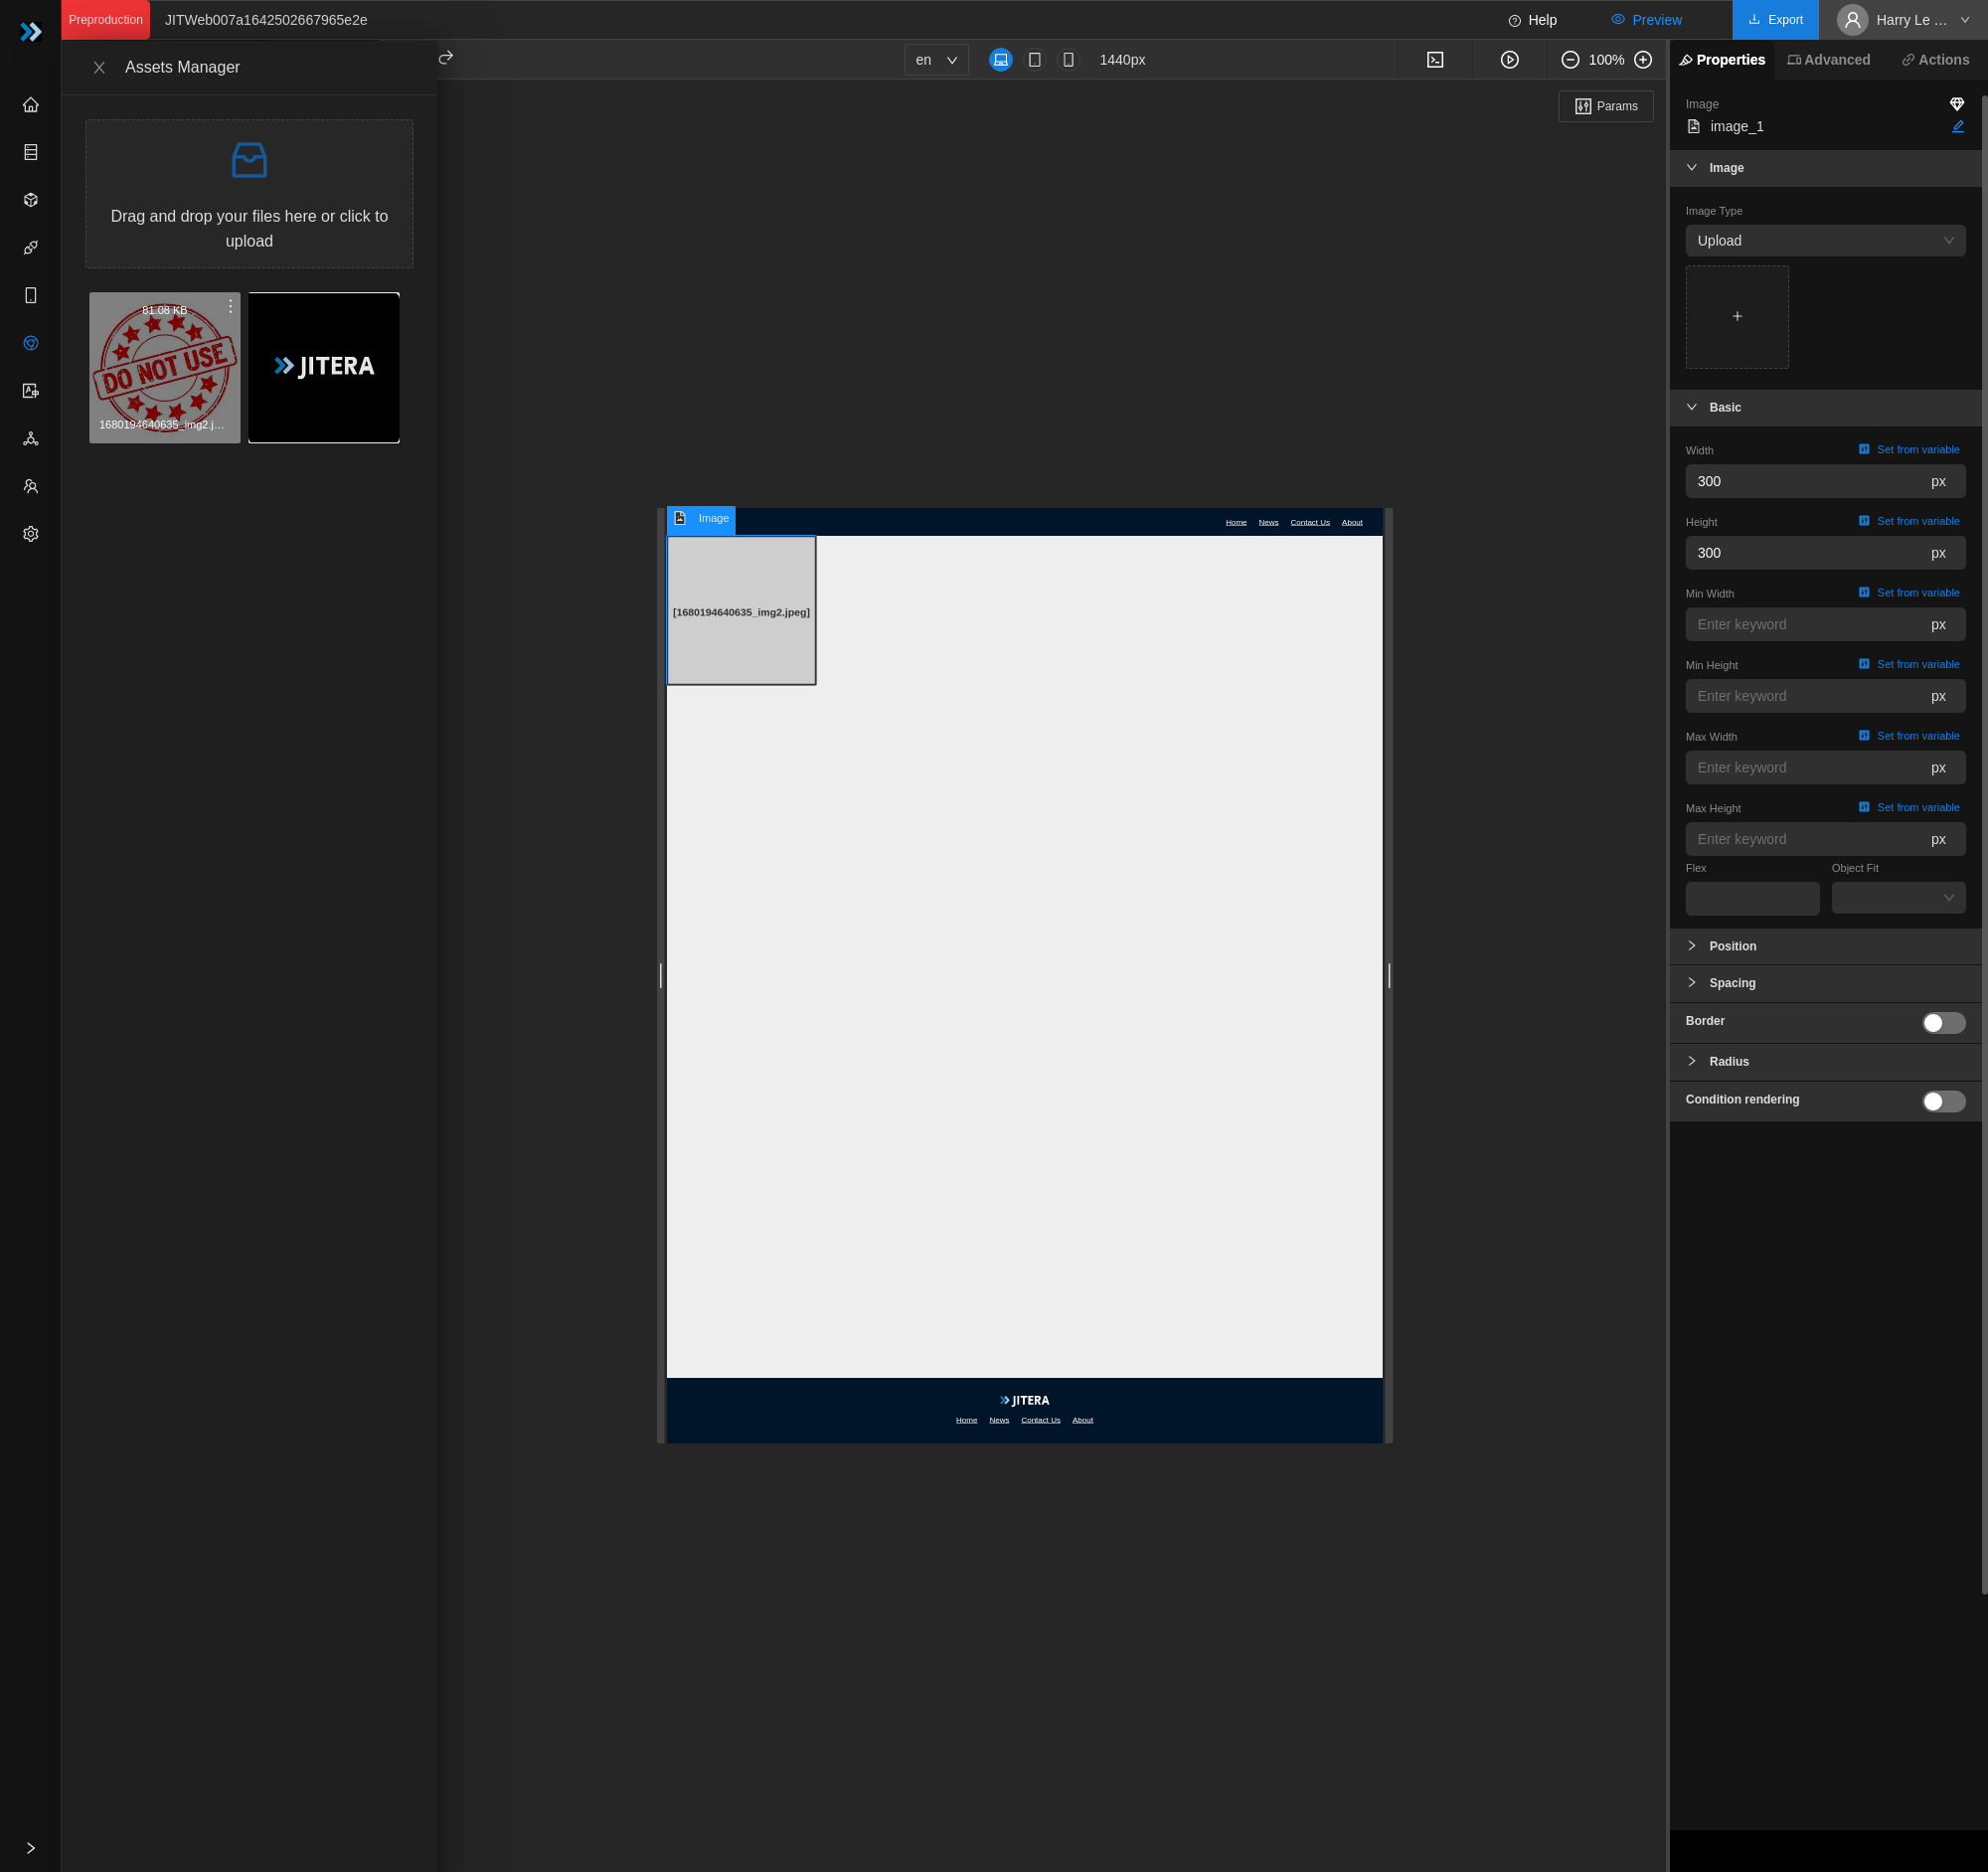 Preproduction
JITWeb007a1642502667965e2e
Help
Preview
Export
Harry Le ...
Assets Manager
en
1440px
100%
Properties
Advanced
Actions
Drag and drop your files here or click to
upload
81.08 KB
DO NOT USE
1680194640635_img2.j...
JITERA
Params
Image
Home
News
Contact Us
About
[1680194640635_img2.jpeg]
JITERA
Home
News
Contact Us
About
Image
image_1
Image
Image Type
Upload
Basic
Width
Set from variable
300
px
Height
Set from variable
300
px
Min Width
Set from variable
Enter keyword
px
Min Height
Set from variable
Enter keyword
px
Max Width
Set from variable
Enter keyword
px
Max Height
Set from variable
Enter keyword
px
Flex
Object Fit
Position
Spacing
Border
Radius
Condition rendering